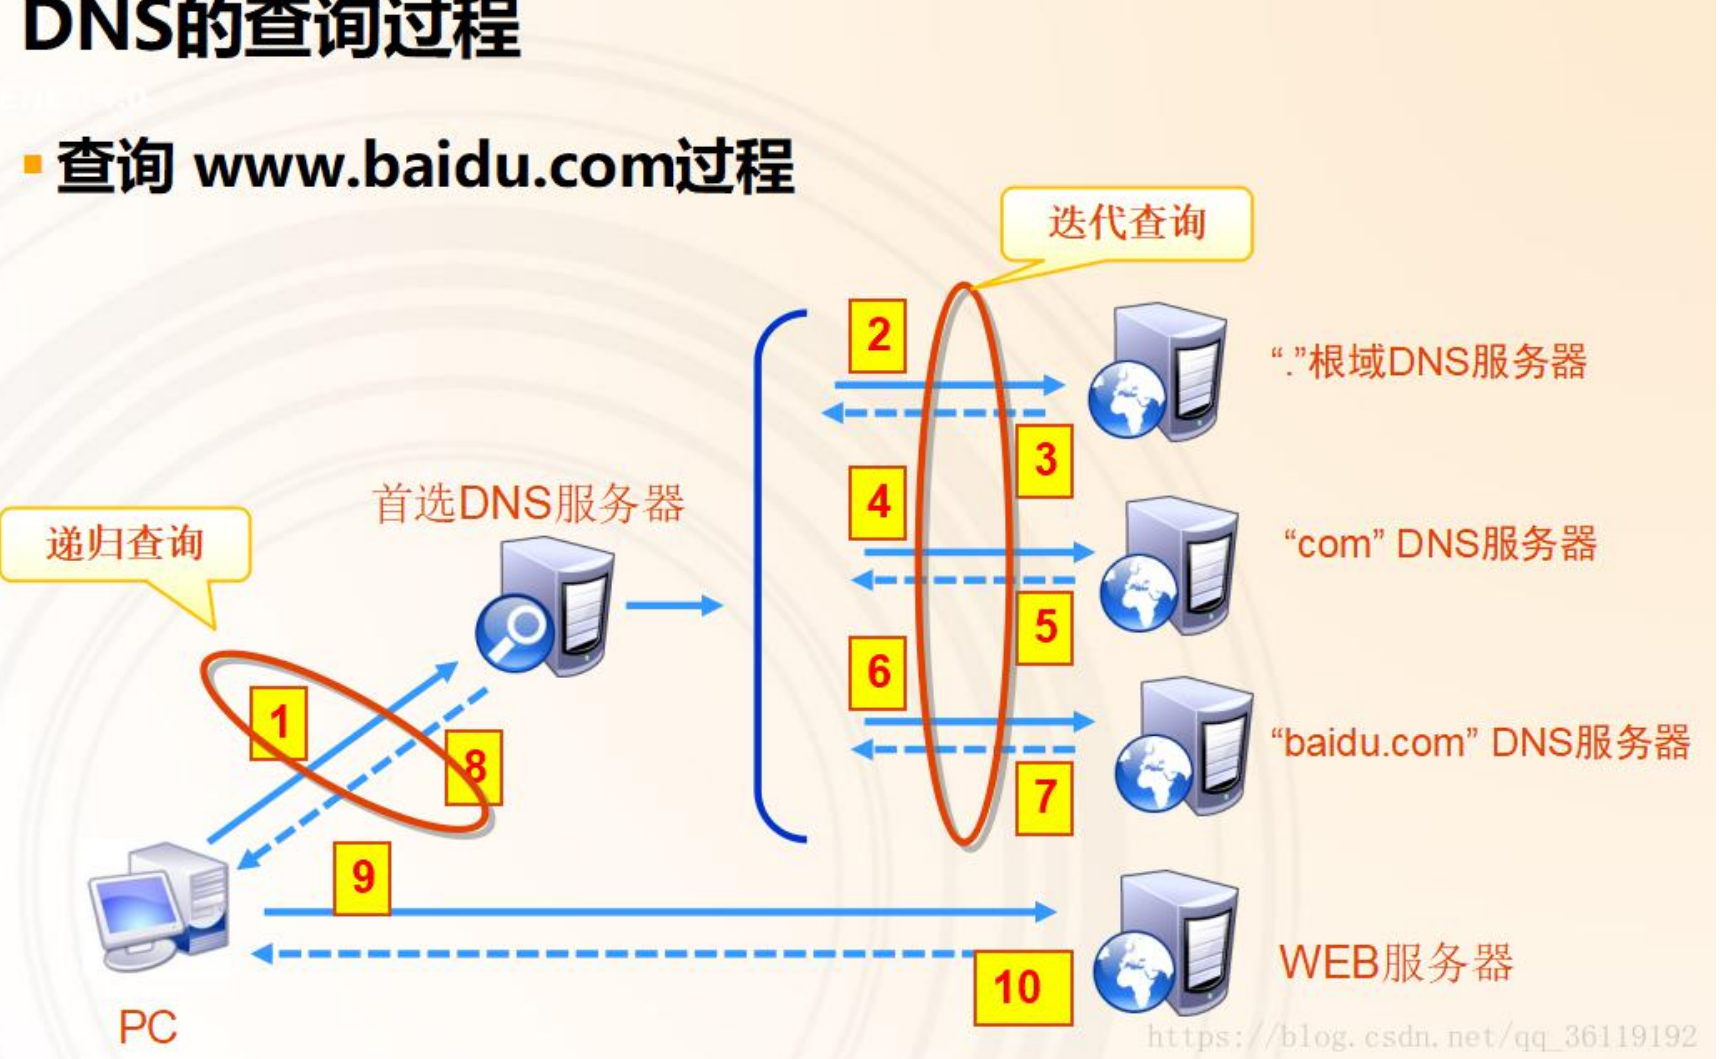 DNS的查询过程
查询 www.baidu.com过程
迭代查询
2
“.”根域DNS服务器
3
4
首选DNS服务器
递归查询
“com” DNS服务器
5
6
1
“baidu.com” DNS服务器
8
7
9
WEB服务器
10
PC
https://blog.csdn.net/qq_36119192